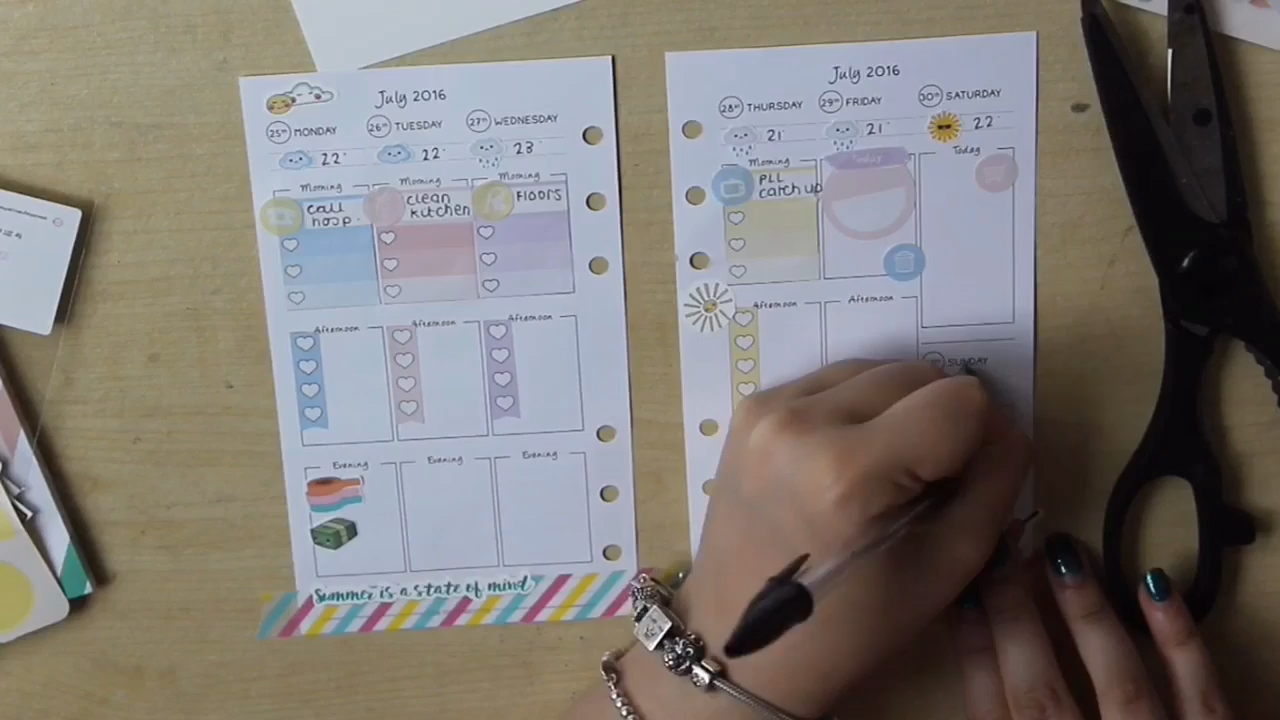 July 2016
25th MONDAY
26th TUESDAY
27th WEDNESDAY
22°
22°
23°
Morning
Morning
Morning
call
hosp.
clean
kitchen
Floors
Afternoon
Afternoon
Afternoon
Evening
Evening
Evening
Summer is a state of mind
July 2016
28th THURSDAY
29th FRIDAY
30th SATURDAY
21°
21°
22°
Morning
Today
Today
PLL
catch up
Afternoon
Afternoon
SUNDAY